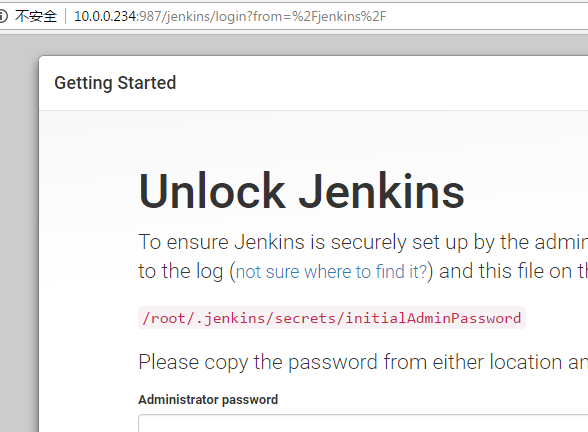 不安全 10.0.0.234:987/jenkins/login?from=%2Fjenkins%2F
Getting Started
Unlock Jenkins
To ensure Jenkins is securely set up by the admin
to the log (not sure where to find it?) and this file on th
/root/.jenkins/secrets/initialAdminPassword
Please copy the password from either location an
Administrator password